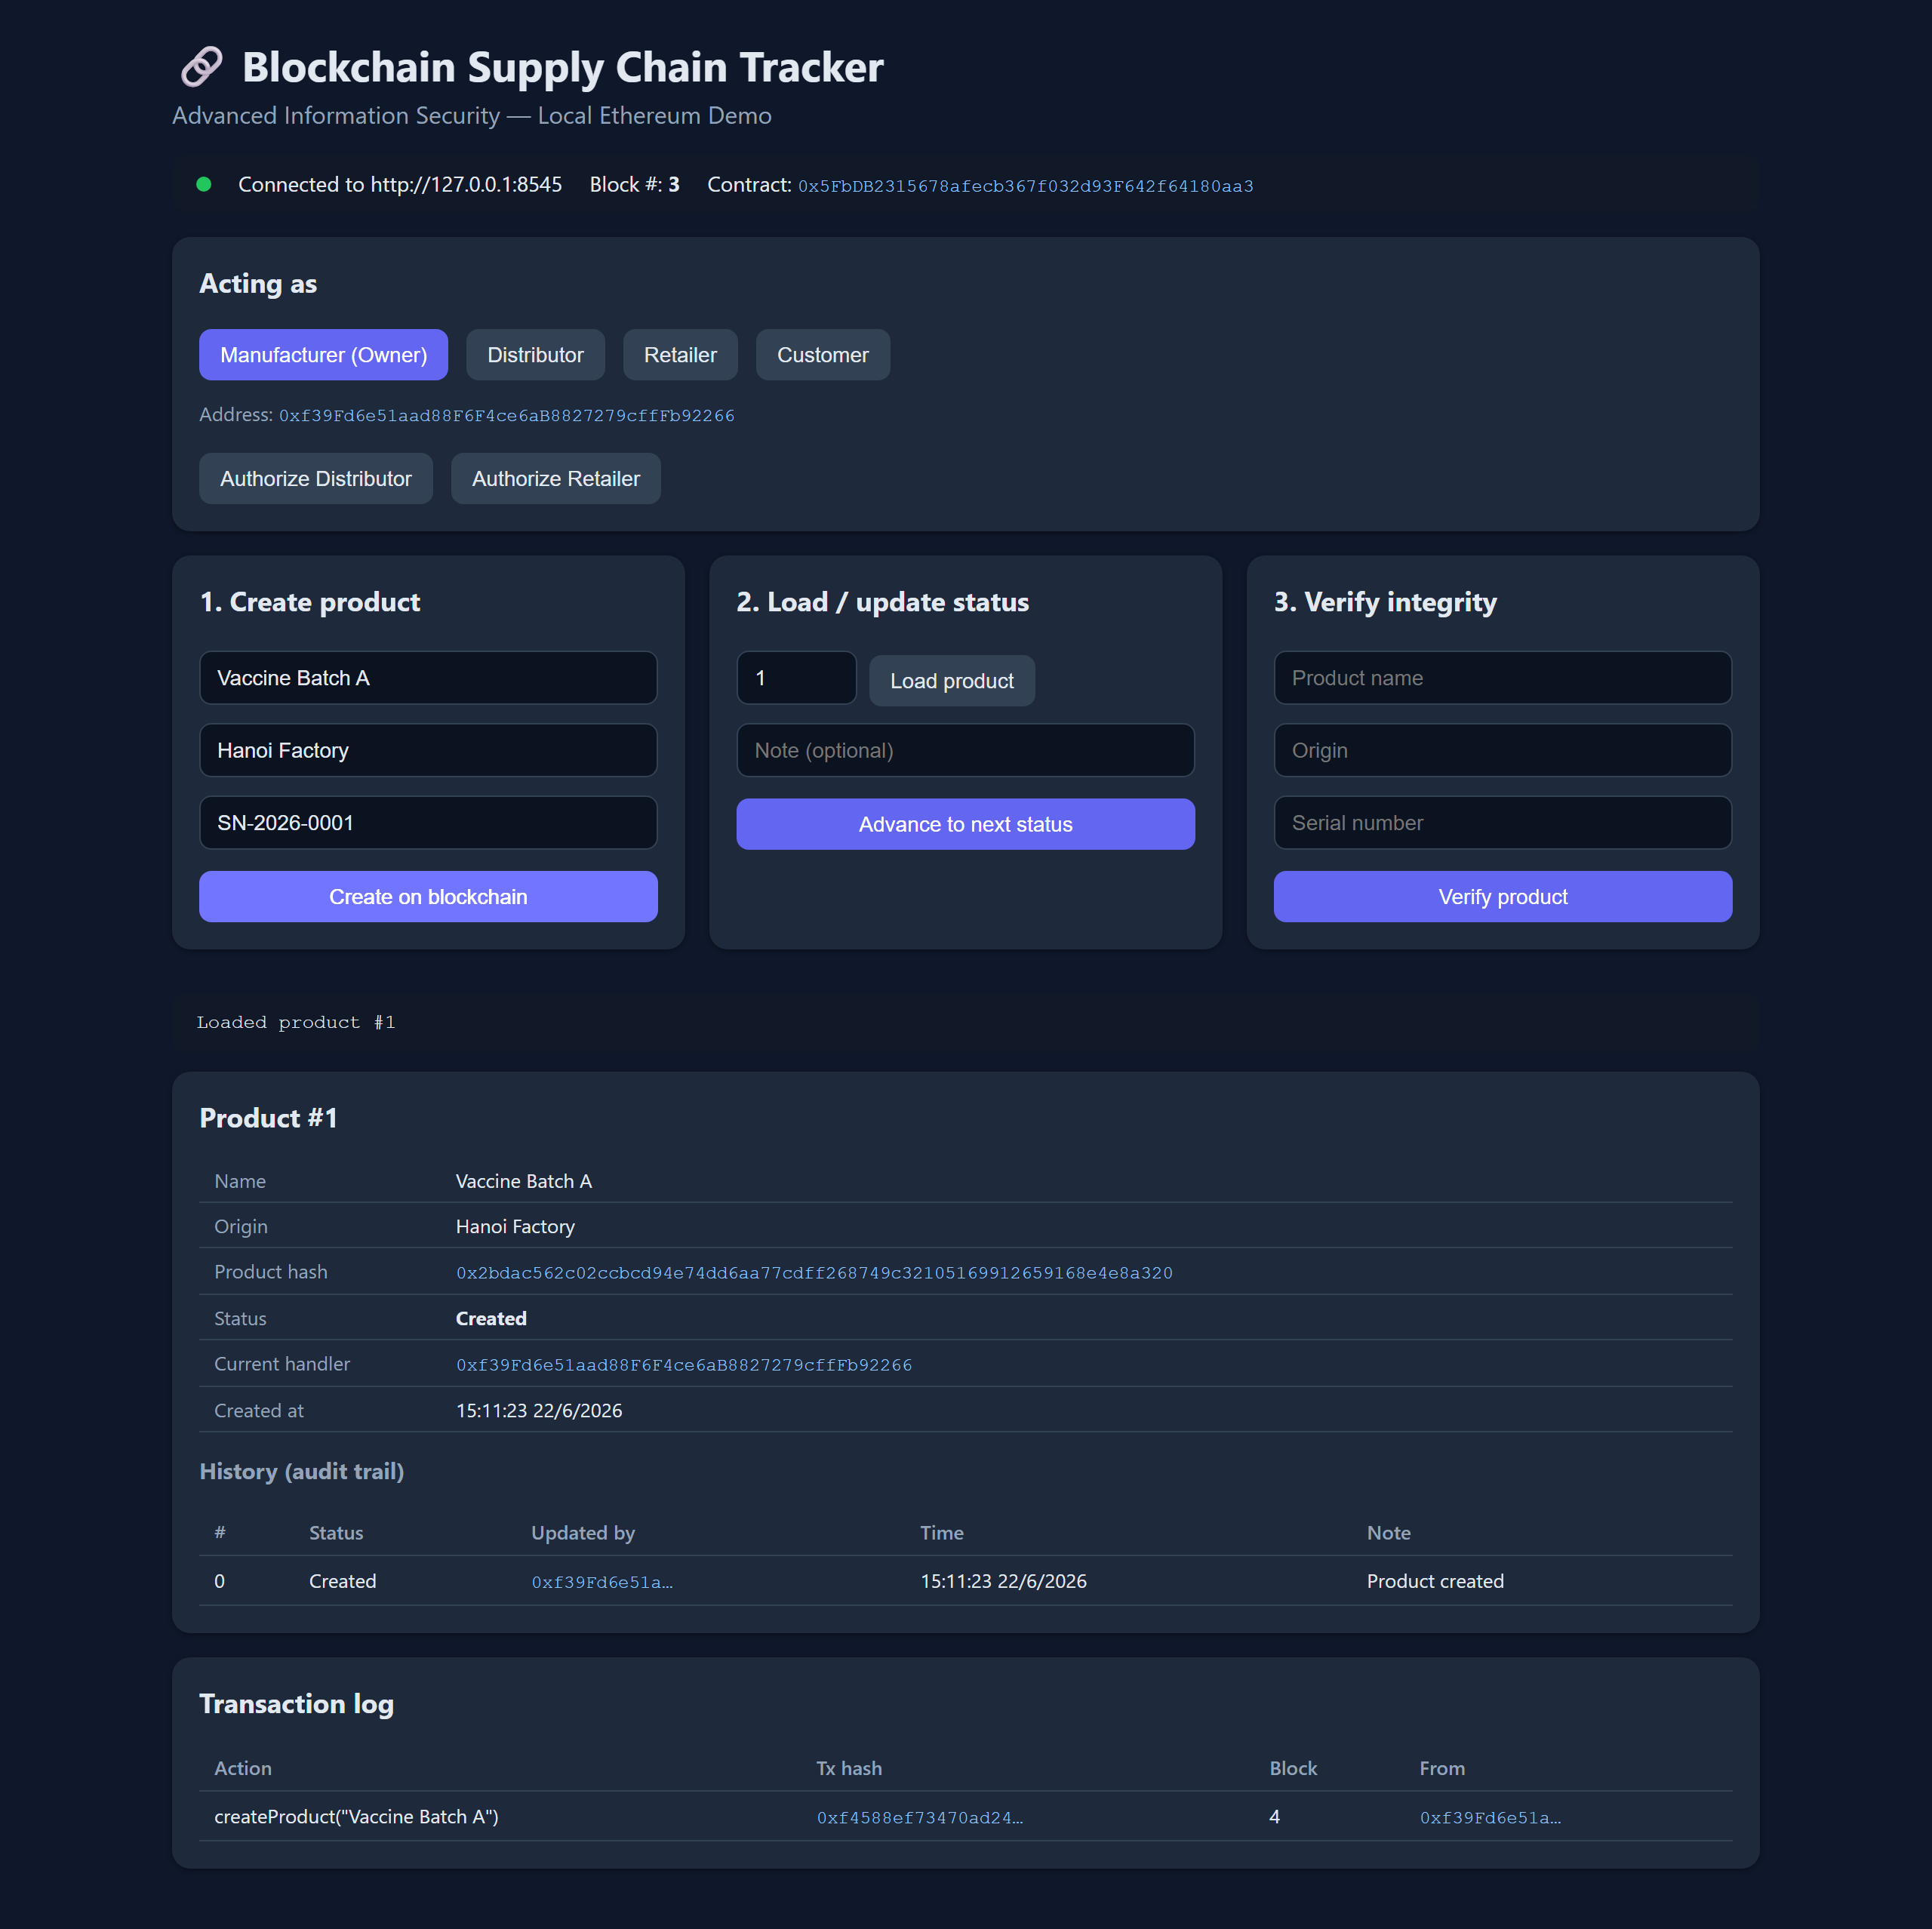 Blockchain Supply Chain Tracker
Advanced Information Security — Local Ethereum Demo
Connected to http://127.0.0.1:8545 Block #: 3 Contract: 0x5FbDB2315678afecb367f032d93F642f64180aa3
Acting as
Manufacturer (Owner) Distributor Retailer Customer
Address: 0xf39Fd6e51aad88F6F4ce6aB8827279cffFb92266
Authorize Distributor Authorize Retailer
1. Create product
Vaccine Batch A
Hanoi Factory
SN-2026-0001
Create on blockchain
2. Load / update status
1 Load product
Note (optional)
Advance to next status
3. Verify integrity
Product name
Origin
Serial number
Verify product
Loaded product #1
Product #1
Name Vaccine Batch A
Origin Hanoi Factory
Product hash 0x2bdac562c02ccbcd94e74dd6aa77cdff268749c32105169912659168e4e8a320
Status Created
Current handler 0xf39Fd6e51aad88F6F4ce6aB8827279cffFb92266
Created at 15:11:23 22/6/2026
History (audit trail)
# Status Updated by Time Note
0 Created 0xf39Fd6e51a… 15:11:23 22/6/2026 Product created
Transaction log
Action Tx hash Block From
createProduct("Vaccine Batch A") 0xf4588ef73470ad24… 4 0xf39Fd6e51a…